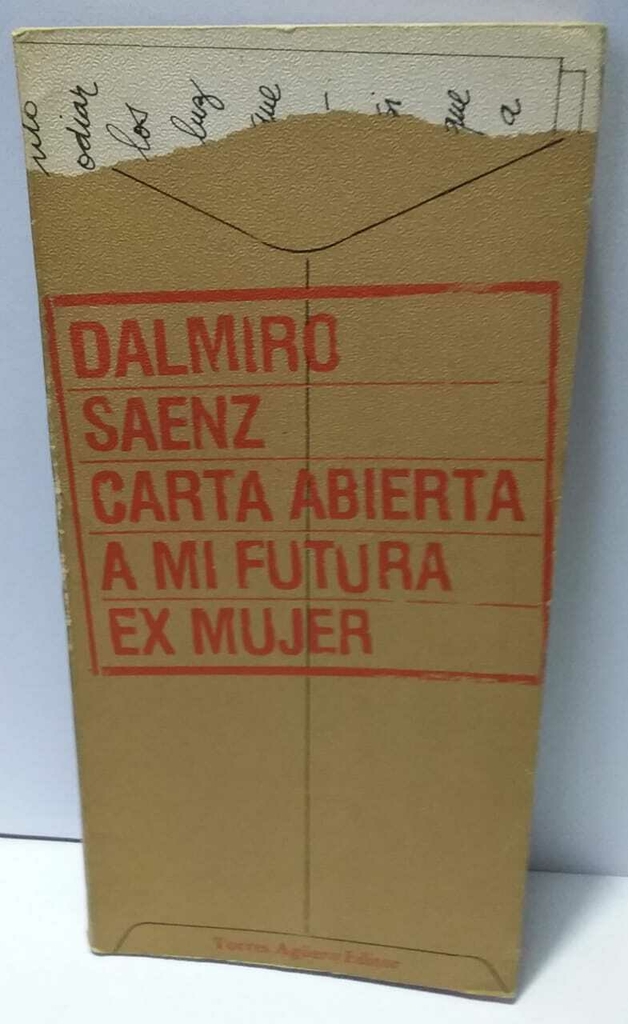 odiar
los
luz
que
que
a
DALMIRO
SAENZ
CARTA ABIERTA
A MI FUTURA
EX MUJER
Torres Agüero Editor